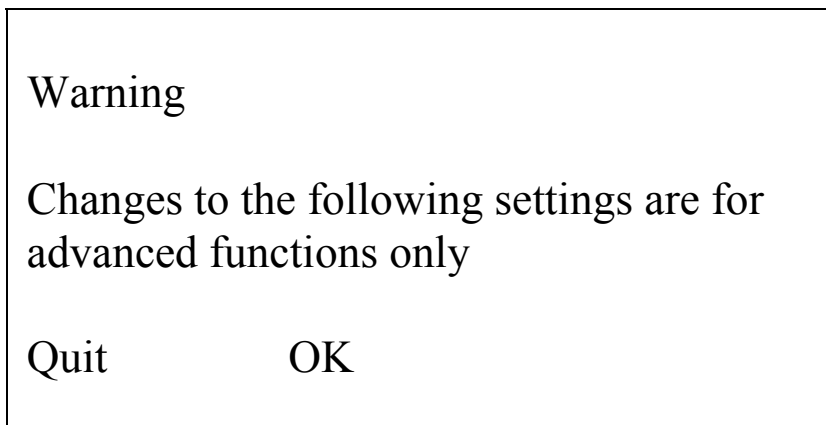 Warning
Changes to the following settings are for
advanced functions only
Quit OK